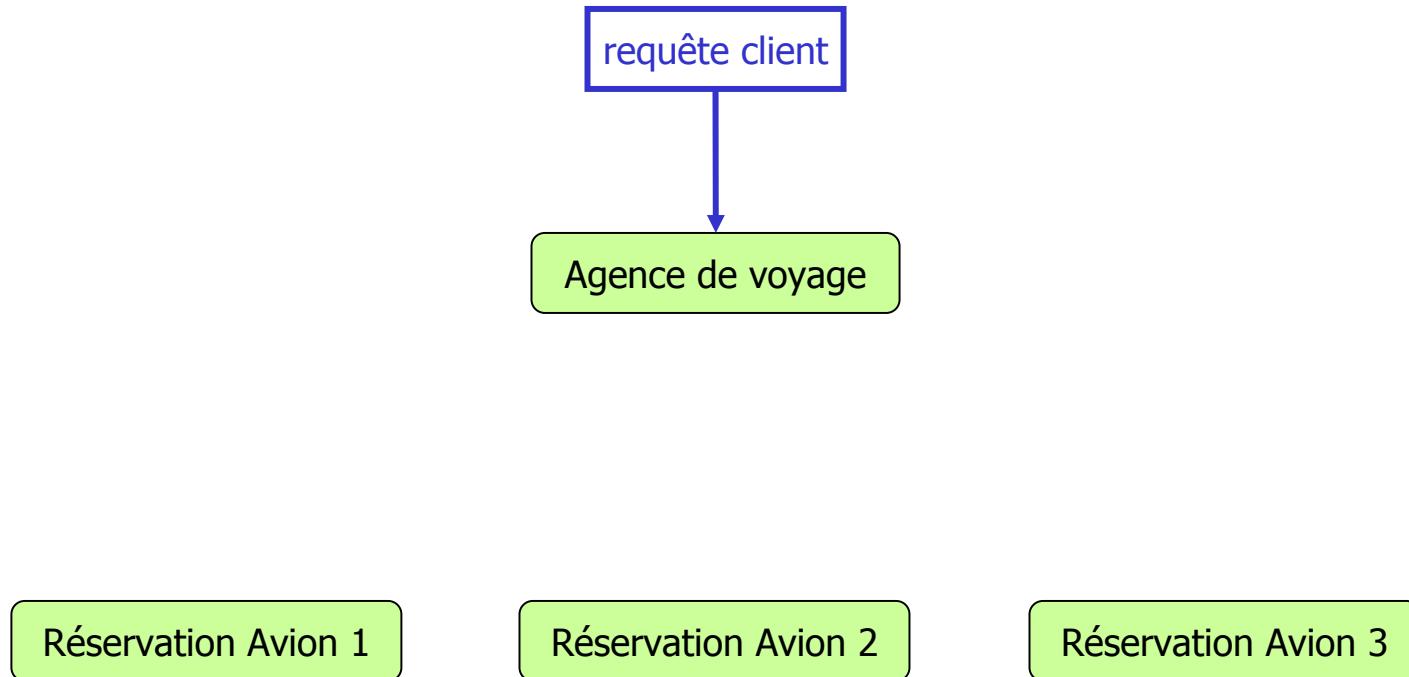 requête client
Agence de voyage
Réservation Avion 1
Réservation Avion 2
Réservation Avion 3